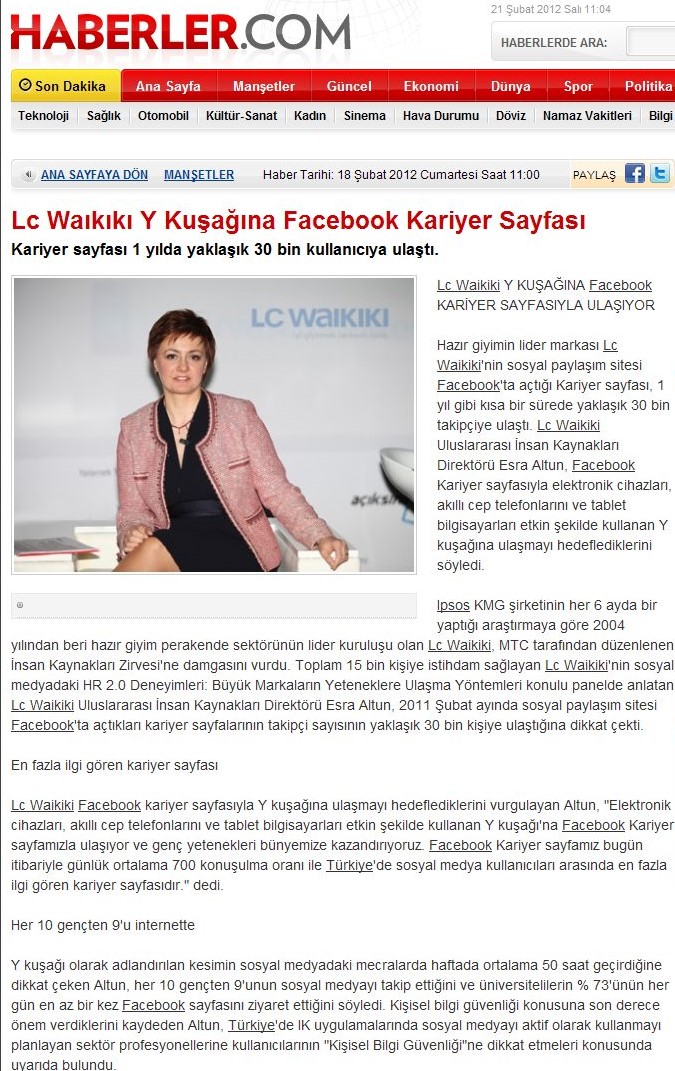 21 Şubat 2012 Salı 11:04
HABERLER.COM
HABERLERDE ARA:
Son Dakika Ana Sayfa Manşetler Güncel Ekonomi Dünya Spor Politika
Teknoloji Sağlık Otomobil Kültür-Sanat Kadın Sinema Hava Durumu Döviz Namaz Vakitleri Bilgi
ANA SAYFAYA DÖN MANŞETLER Haber Tarihi: 18 Şubat 2012 Cumartesi Saat 11:00 PAYLAŞ
Lc Waıkıkı Y Kuşağına Facebook Kariyer Sayfası
Kariyer sayfası 1 yılda yaklaşık 30 bin kullanıcıya ulaştı.
LC WAIKIKI
Lc Waikiki Y KUŞAĞINA Facebook
KARİYER SAYFASIYLA ULAŞIYOR
Hazır giyimin lider markası Lc
Waikiki'nin sosyal paylaşım sitesi
Facebook'ta açtığı Kariyer sayfası, 1
yıl gibi kısa bir sürede yaklaşık 30 bin
takipçiye ulaştı. Lc Waikiki
Uluslararası İnsan Kaynakları
Direktörü Esra Altun, Facebook
Kariyer sayfasıyla elektronik cihazları,
akıllı cep telefonlarını ve tablet
bilgisayarları etkin şekilde kullanan Y
kuşağına ulaşmayı hedeflediklerini
söyledi.
Ipsos KMG şirketinin her 6 ayda bir
yaptığı araştırmaya göre 2004
yılından beri hazır giyim perakende sektörünün lider kuruluşu olan Lc Waikiki, MTC tarafından düzenlenen
İnsan Kaynakları Zirvesi'ne damgasını vurdu. Toplam 15 bin kişiye istihdam sağlayan Lc Waikiki'nin sosyal
medyadaki HR 2.0 Deneyimleri: Büyük Markaların Yeteneklere Ulaşma Yöntemleri konulu panelde anlatan
Lc Waikiki Uluslararası İnsan Kaynakları Direktörü Esra Altun, 2011 Şubat ayında sosyal paylaşım sitesi
Facebook'ta açtıkları kariyer sayfalarının takipçi sayısının yaklaşık 30 bin kişiye ulaştığına dikkat çekti.
En fazla ilgi gören kariyer sayfası
Lc Waikiki Facebook kariyer sayfasıyla Y kuşağına ulaşmayı hedeflediklerini vurgulayan Altun, "Elektronik
cihazları, akıllı cep telefonlarını ve tablet bilgisayarları etkin şekilde kullanan Y kuşağı'na Facebook Kariyer
sayfamızla ulaşıyor ve genç yetenekleri bünyemize kazandırıyoruz. Facebook Kariyer sayfamız bugün
itibariyle günlük ortalama 700 konuşulma oranı ile Türkiye'de sosyal medya kullanıcıları arasında en fazla
ilgi gören kariyer sayfasıdır." dedi.
Her 10 gençten 9'u internette
Y kuşağı olarak adlandırılan kesimin sosyal medyadaki mecralarda haftada ortalama 50 saat geçirdiğine
dikkat çeken Altun, her 10 gençten 9'unun sosyal medyayı takip ettiğini ve üniversitelilerin % 73'ünün her
gün en az bir kez Facebook sayfasını ziyaret ettiğini söyledi. Kişisel bilgi güvenliği konusuna son derece
önem verdiklerini kaydeden Altun, Türkiye'de IK uygulamalarında sosyal medyayı aktif olarak kullanmayı
planlayan sektör profesyonellerine kullanıcılarının "Kişisel Bilgi Güvenliği"ne dikkat etmeleri konusunda
uyarıda bulundu.